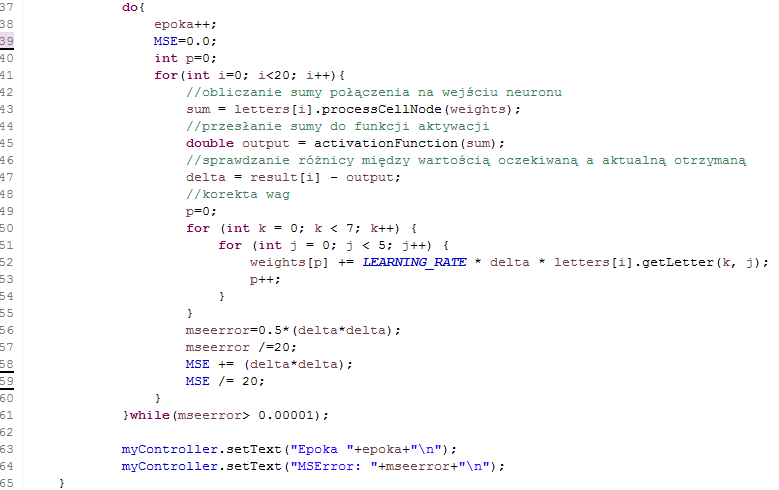 37 do{
38 epoka++;
39 MSE=0.0;
40 int p=0;
41 for(int i=0; i<20; i++){
42 //obliczanie sumy połączenia na wejściu neuronu
43 sum = letters[i].processCellNode(weights);
44 //przesłanie sumy do funkcji aktywacji
45 double output = activationFunction(sum);
46 //sprawdzanie różnicy między wartością oczekiwaną a aktualną otrzymaną
47 delta = result[i] - output;
48 //korekta wag
49 p=0;
50 for (int k = 0; k < 7; k++) {
51 for (int j = 0; j < 5; j++) {
52 weights[p] += LEARNING_RATE * delta * letters[i].getLetter(k, j);
53 p++;
54 }
55 }
56 mseerror=0.5*(delta*delta);
57 mseerror /=20;
58 MSE += (delta*delta);
59 MSE /= 20;
60 }
61 }while(mseerror> 0.00001);
62
63 myController.setText("Epoka "+epoka+"\n");
64 myController.setText("MSError: "+mseerror+"\n");
65 }